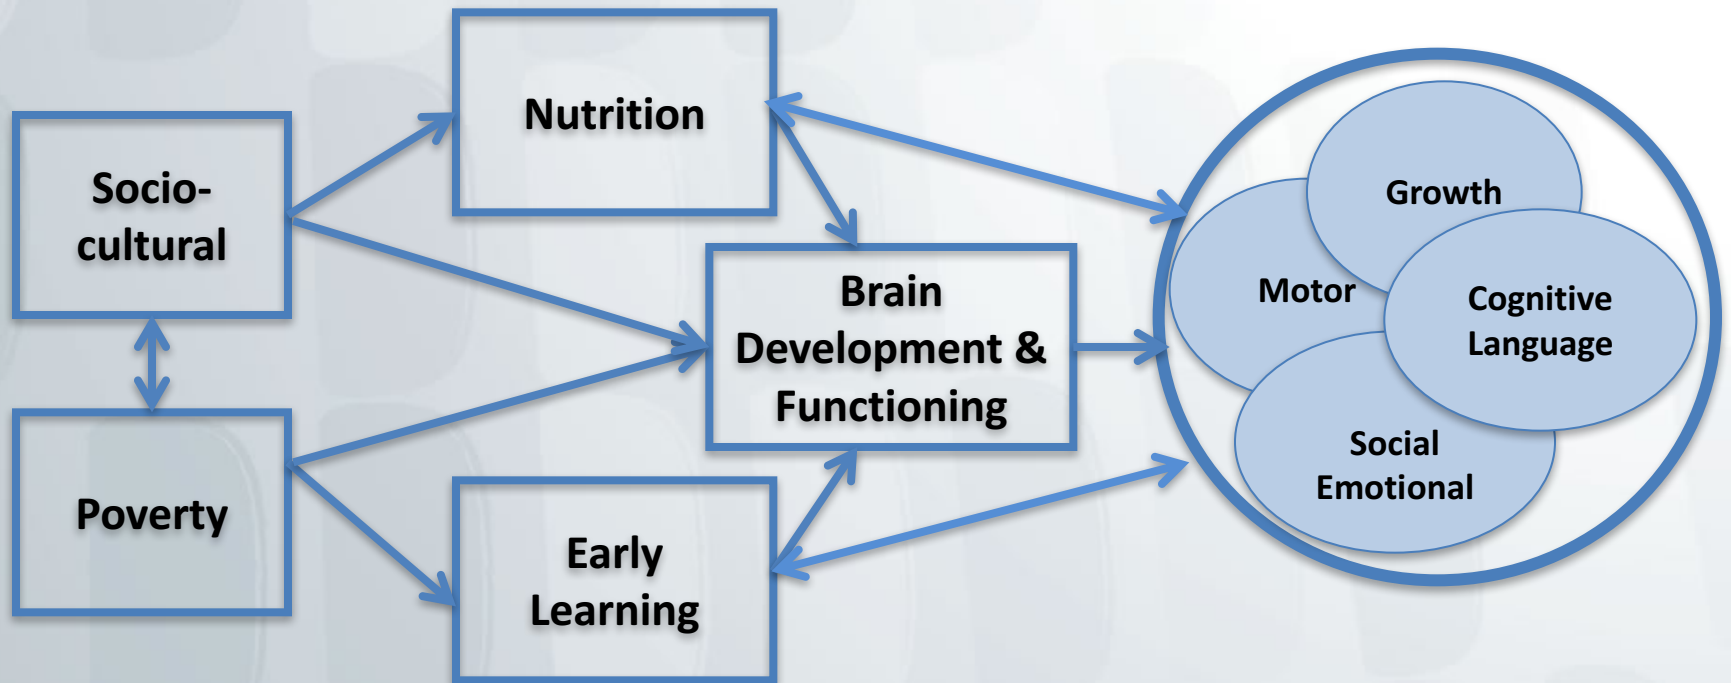 Socio-
cultural
Poverty
Nutrition
Early
Learning
Brain
Development &
Functioning
Growth
Motor
Cognitive
Language
Social
Emotional